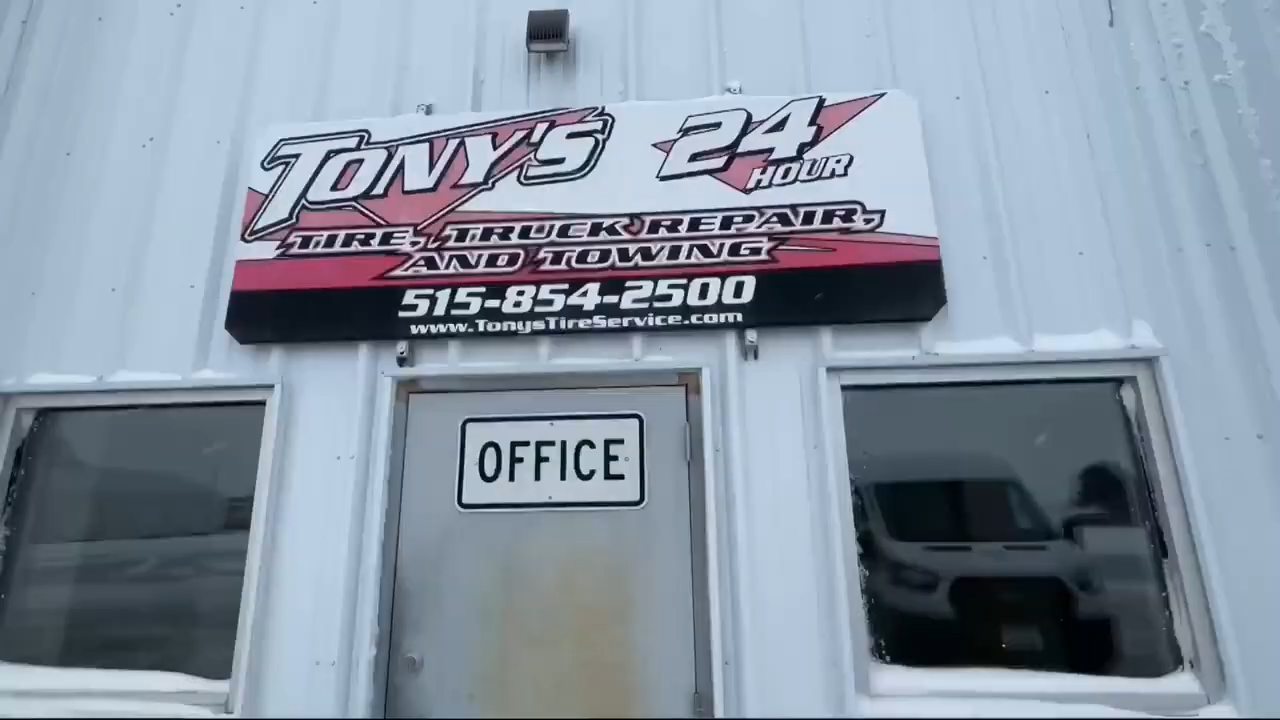 TONY'S 24
HOUR
TIRE, TRUCK REPAIR,
AND TOWING
515-854-2500
www.TonysTireService.com
OFFICE